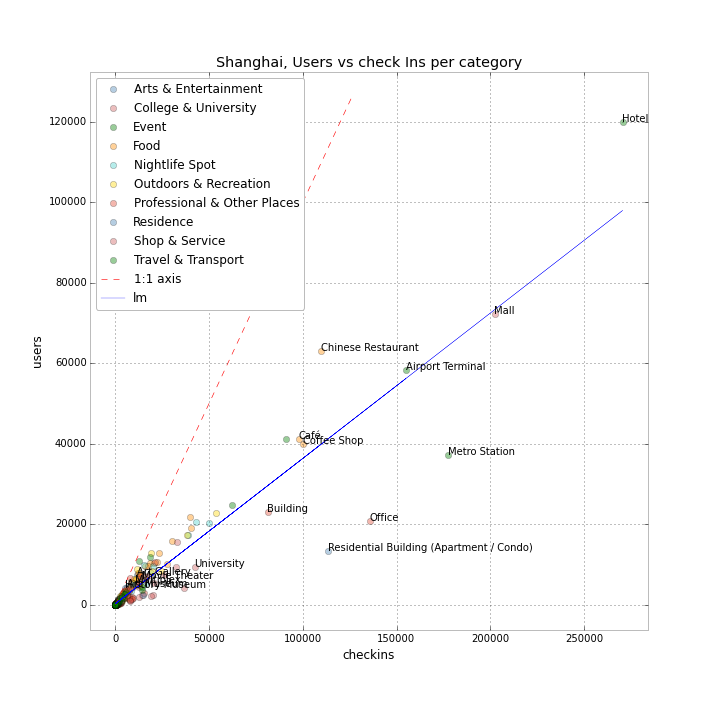 Shanghai, Users vs check Ins per category
Arts & Entertainment
College & University
Event
Food
Nightlife Spot
Outdoors & Recreation
Professional & Other Places
Residence
Shop & Service
Travel & Transport
1:1 axis
lm
users
120000
100000
80000
60000
40000
20000
0
Hotel
Mall
Chinese Restaurant
Airport Terminal
Café
Coffee Shop
Metro Station
Building
Office
Residential Building (Apartment / Condo)
University
Art Gallery
Theater
Museum
0
50000
100000
150000
200000
250000
checkins